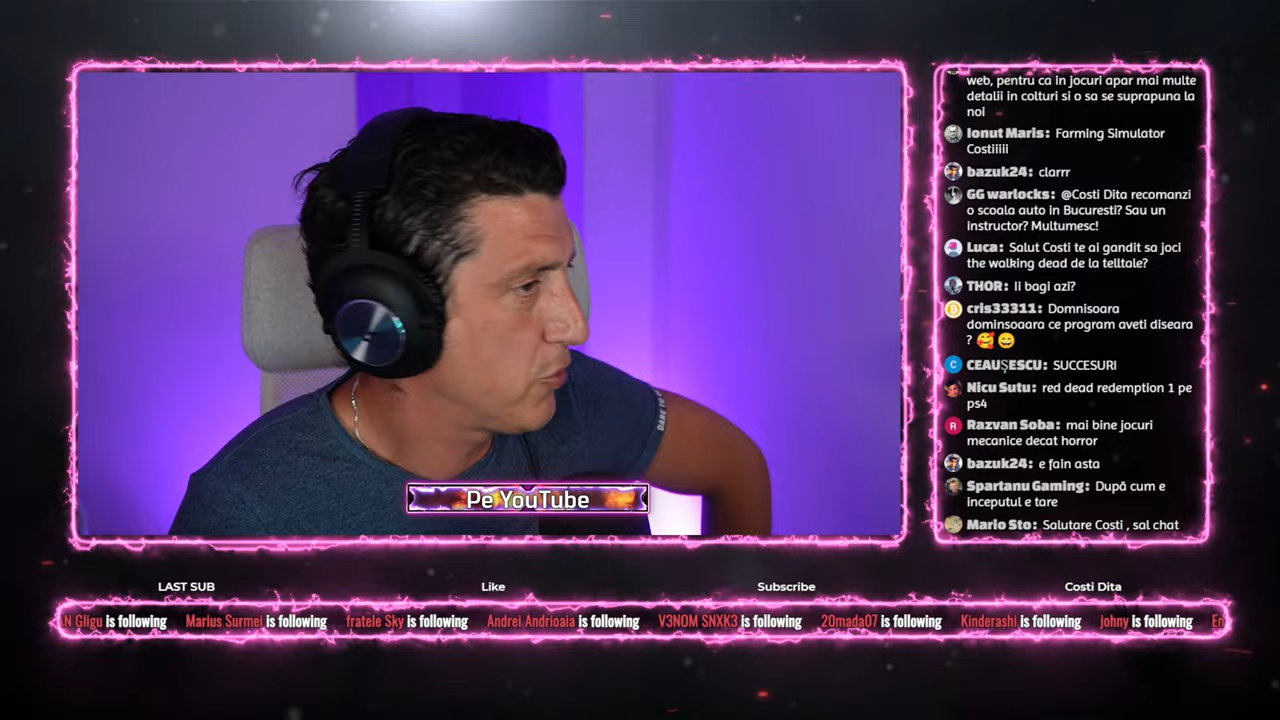 web, pentru ca in jocuri apar mai multe
detalii in colturi si o sa se suprapuna la
noi
Ionut Maris: Farming Simulator
Costiiiii
bazuk24: clarrr
GG warlocks: @Costi Dita recomanzi
o scoala auto in Bucuresti? Sau un
instructor? Multumesc!
Luca: Salut Costi te ai gandit sa joci
the walking dead de la telltale?
THOR: Ii bagi azi?
cris33311: Domnisoara
dominsoaara ce program aveti diseara
? 🥰 😄
C CEAUȘESCU: SUCCESURI
Nicu Sutu: red dead redemption 1 pe
ps4
R Razvan Soba: mai bine jocuri
mecanice decat horror
bazuk24: e fain asta
Spartanu Gaming: După cum e
inceputul e tare
Mario Sto: Salutare Costi , sal chat
DARE TO
Pe YouTube
LAST SUB Like Subscribe Costi Dita
N Gligu is following Marius Surmei is following fratele Sky is following Andrei Andrioaia is following V3NOM SNXK3 is following 20mada07 is following Kinderashi is following johny is following En